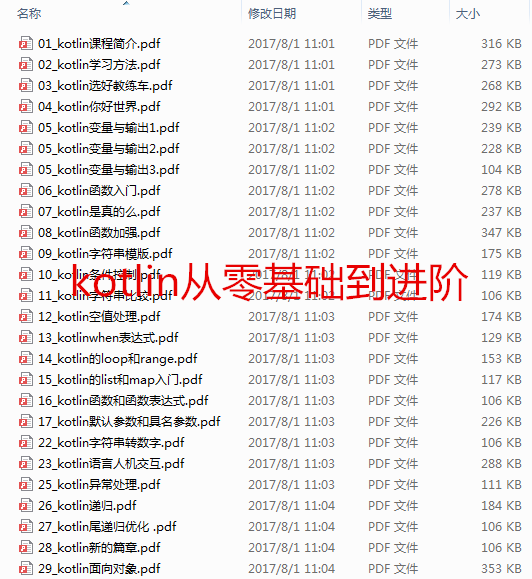 名称 修改日期 类型 大小
01_kotlin课程简介.pdf 2017/8/1 11:01 PDF 文件 316 KB
02_kotlin学习方法.pdf 2017/8/1 11:01 PDF 文件 273 KB
03_kotlin选好教练车.pdf 2017/8/1 11:01 PDF 文件 268 KB
04_kotlin你好世界.pdf 2017/8/1 11:01 PDF 文件 292 KB
05_kotlin变量与输出1.pdf 2017/8/1 11:02 PDF 文件 239 KB
05_kotlin变量与输出2.pdf 2017/8/1 11:02 PDF 文件 228 KB
05_kotlin变量与输出3.pdf 2017/8/1 11:02 PDF 文件 104 KB
06_kotlin函数入门.pdf 2017/8/1 11:02 PDF 文件 278 KB
07_kotlin是真的么.pdf 2017/8/1 11:02 PDF 文件 237 KB
08_kotlin函数加强.pdf 2017/8/1 11:02 PDF 文件 347 KB
09_kotlin字符串模版.pdf 2017/8/1 11:02 PDF 文件 175 KB
10_kotlin条件控制.pdf 2017/8/1 11:02 PDF 文件 119 KB
kotlin从零基础到进阶
11_kotlin字符串比较.pdf 2017/8/1 11:02 PDF 文件 106 KB
12_kotlin空值处理.pdf 2017/8/1 11:03 PDF 文件 174 KB
13_kotlinwhen表达式.pdf 2017/8/1 11:03 PDF 文件 129 KB
14_kotlin的loop和range.pdf 2017/8/1 11:03 PDF 文件 153 KB
15_kotlin的list和map入门.pdf 2017/8/1 11:03 PDF 文件 117 KB
16_kotlin函数和函数表达式.pdf 2017/8/1 11:03 PDF 文件 106 KB
17_kotlin默认参数和具名参数.pdf 2017/8/1 11:03 PDF 文件 226 KB
22_kotlin字符串转数字.pdf 2017/8/1 11:03 PDF 文件 106 KB
23_kotlin语言人机交互.pdf 2017/8/1 11:03 PDF 文件 288 KB
25_kotlin异常处理.pdf 2017/8/1 11:03 PDF 文件 111 KB
26_kotlin递归.pdf 2017/8/1 11:04 PDF 文件 184 KB
27_kotlin尾递归优化 .pdf 2017/8/1 11:04 PDF 文件 106 KB
28_kotlin新的篇章.pdf 2017/8/1 11:04 PDF 文件 106 KB
29_kotlin面向对象.pdf 2017/8/1 11:04 PDF 文件 353 KB